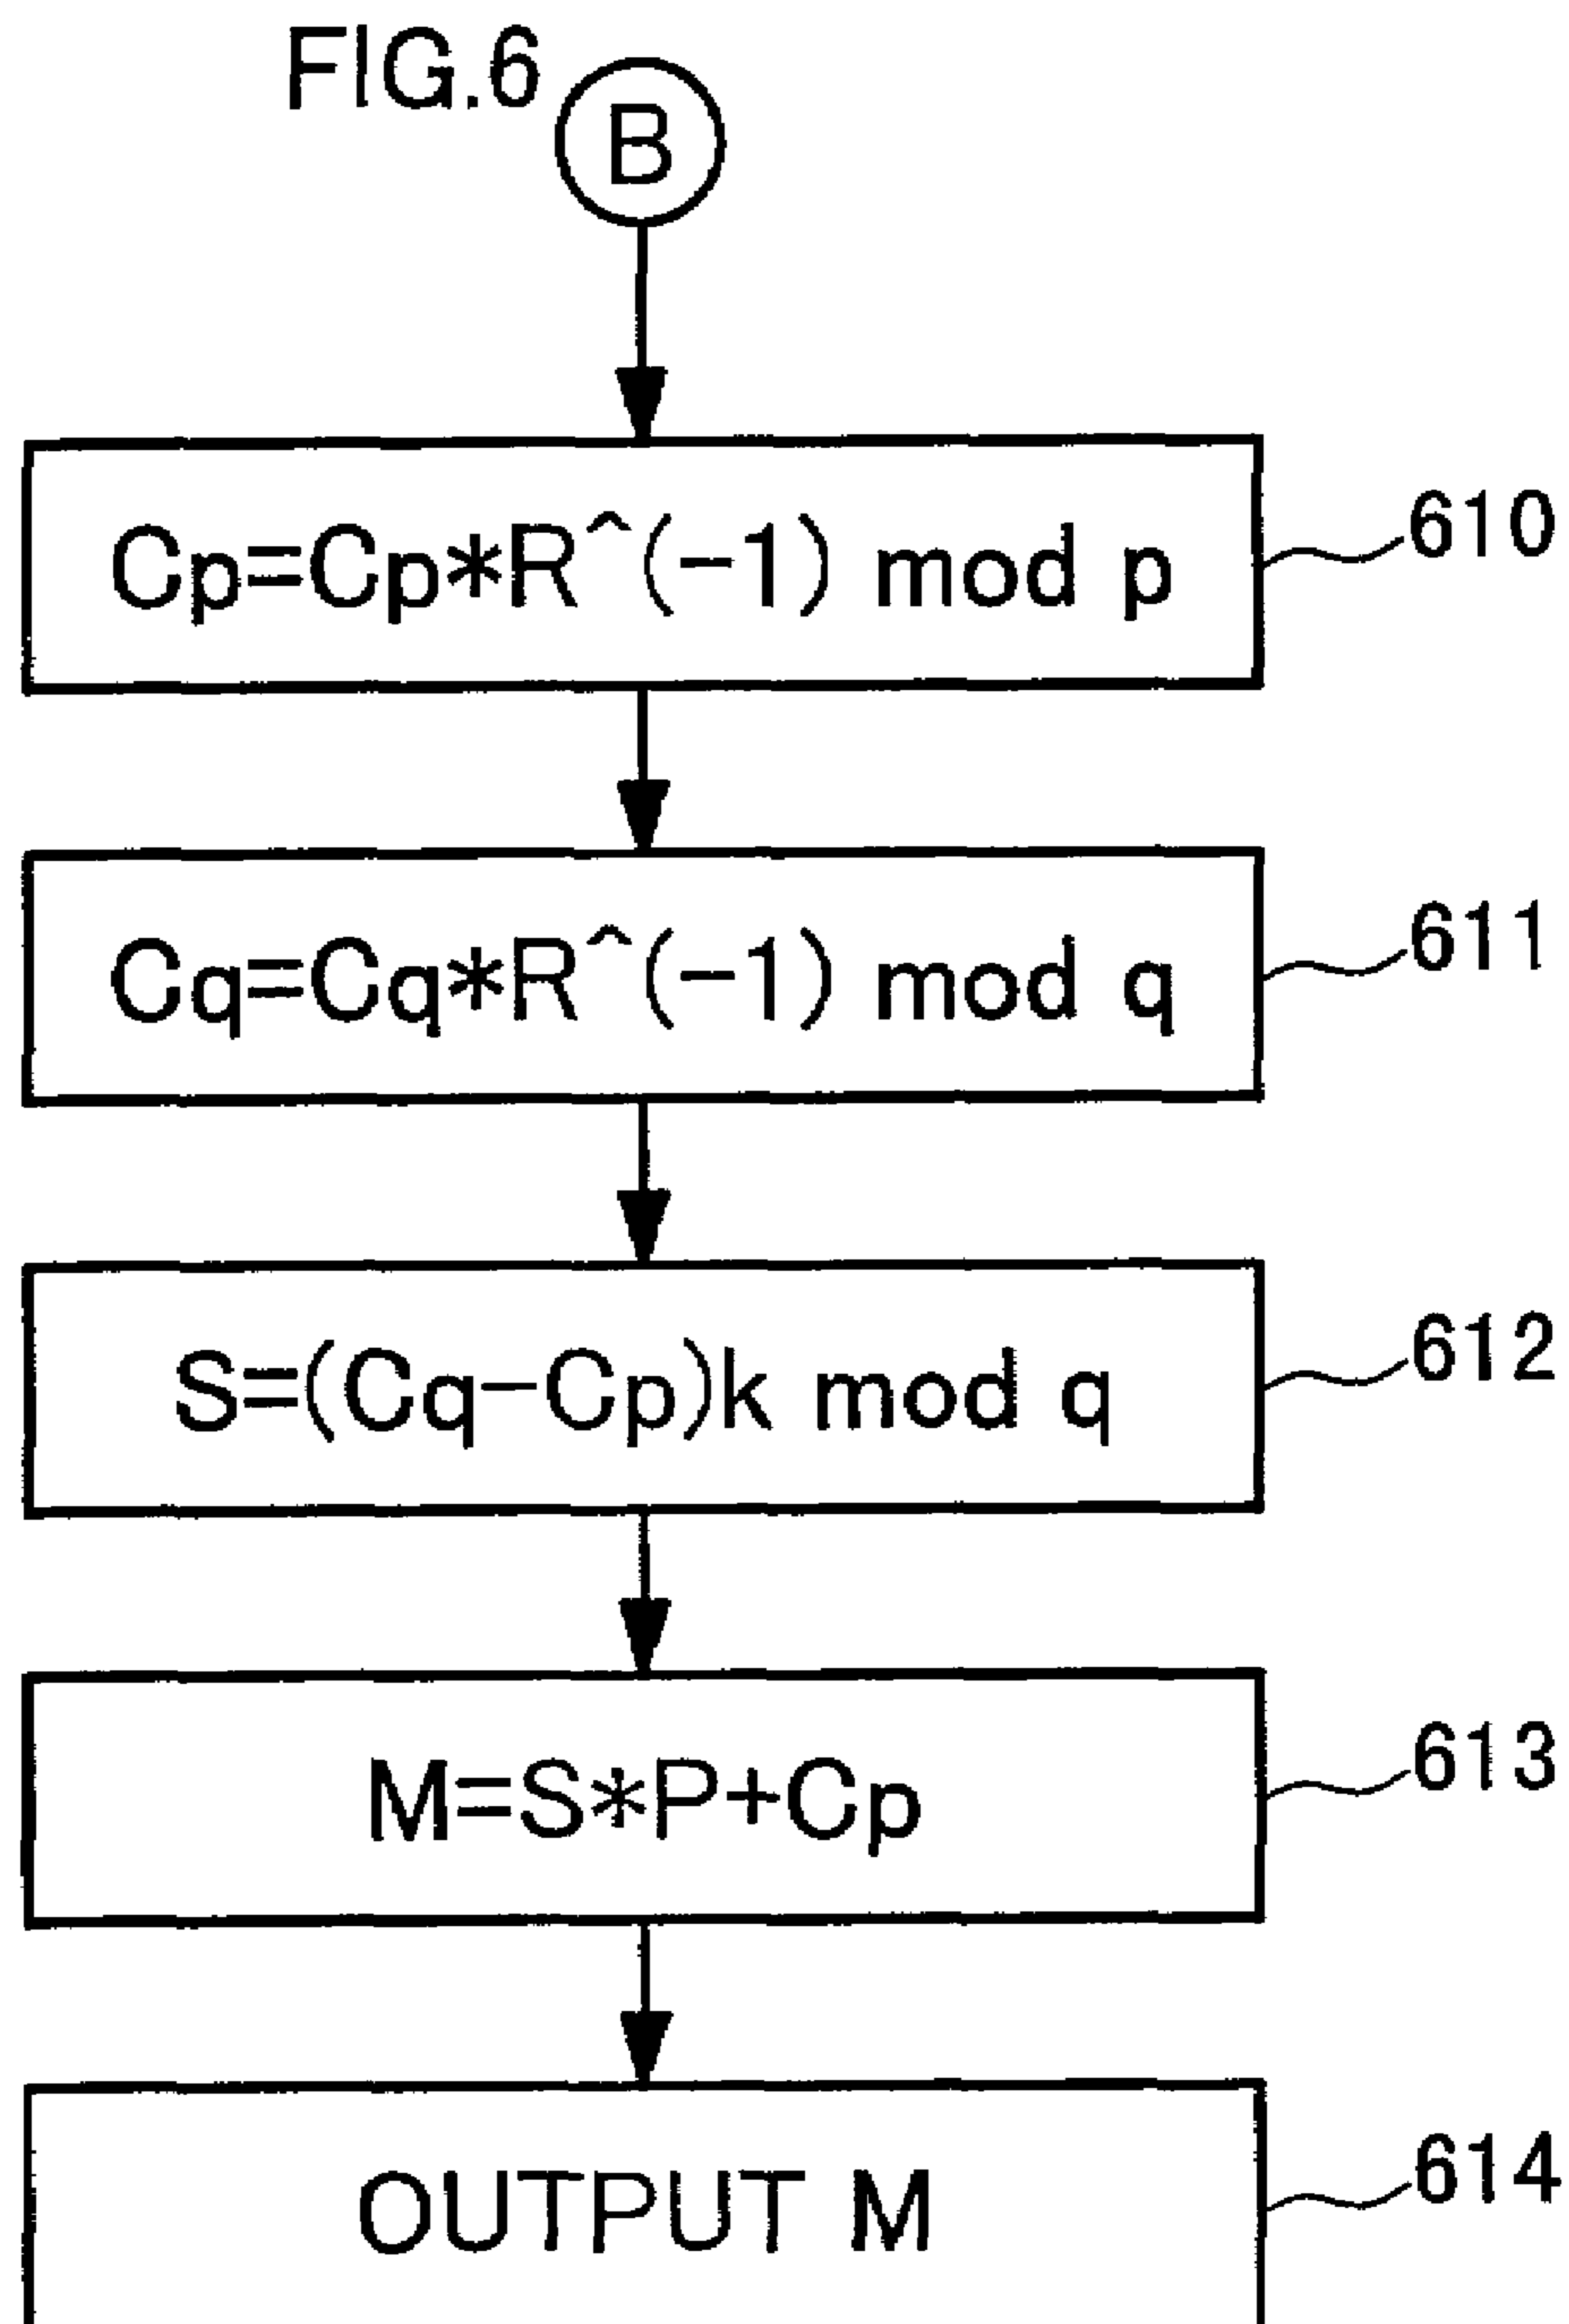 FIG.6
B
Cp=Cp*R^(-1) mod p
610
Cq=Cq*R^(-1) mod q
611
S=(Cq-Cp)k mod q
612
M=S*P+Cp
613
OUTPUT M
614